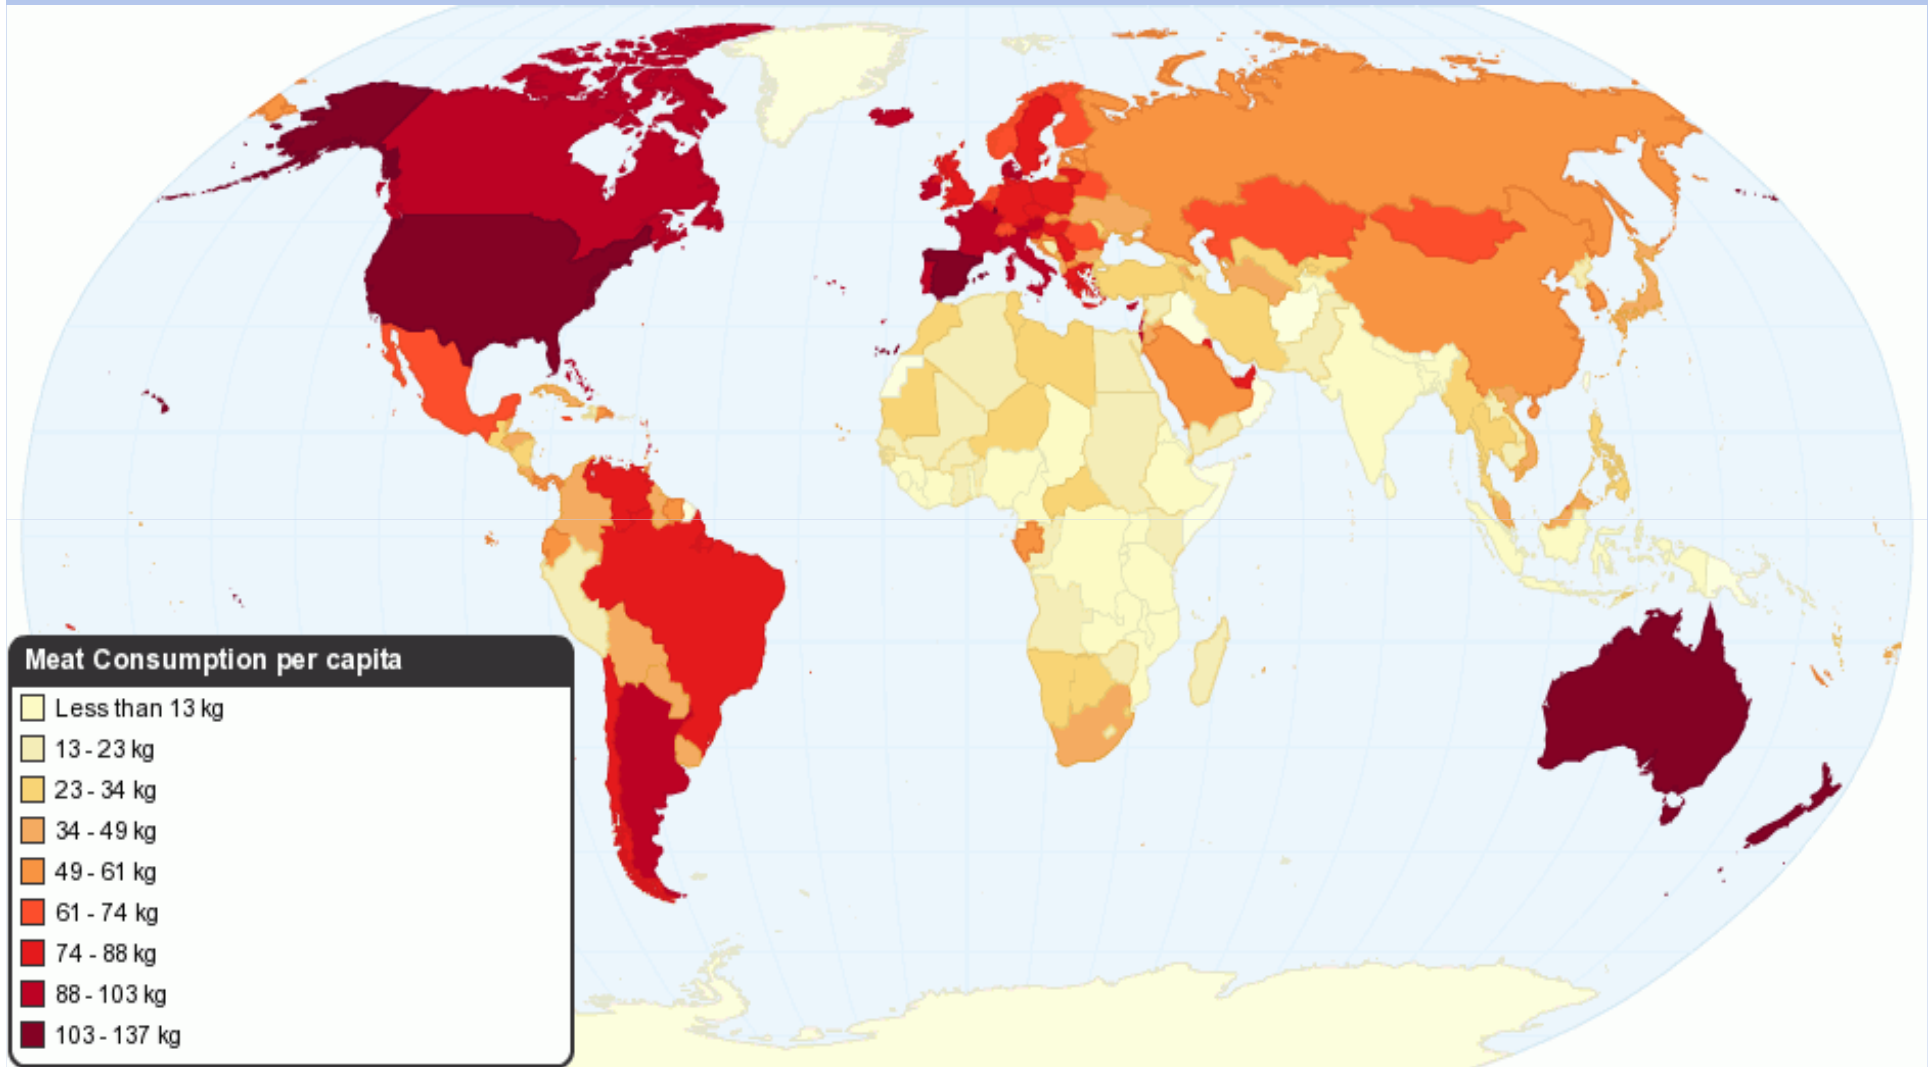 Meat Consumption per capita
Less than 13 kg
13 - 23 kg
23 - 34 kg
34 - 49 kg
49 - 61 kg
61 - 74 kg
74 - 88 kg
88 - 103 kg
103 - 137 kg